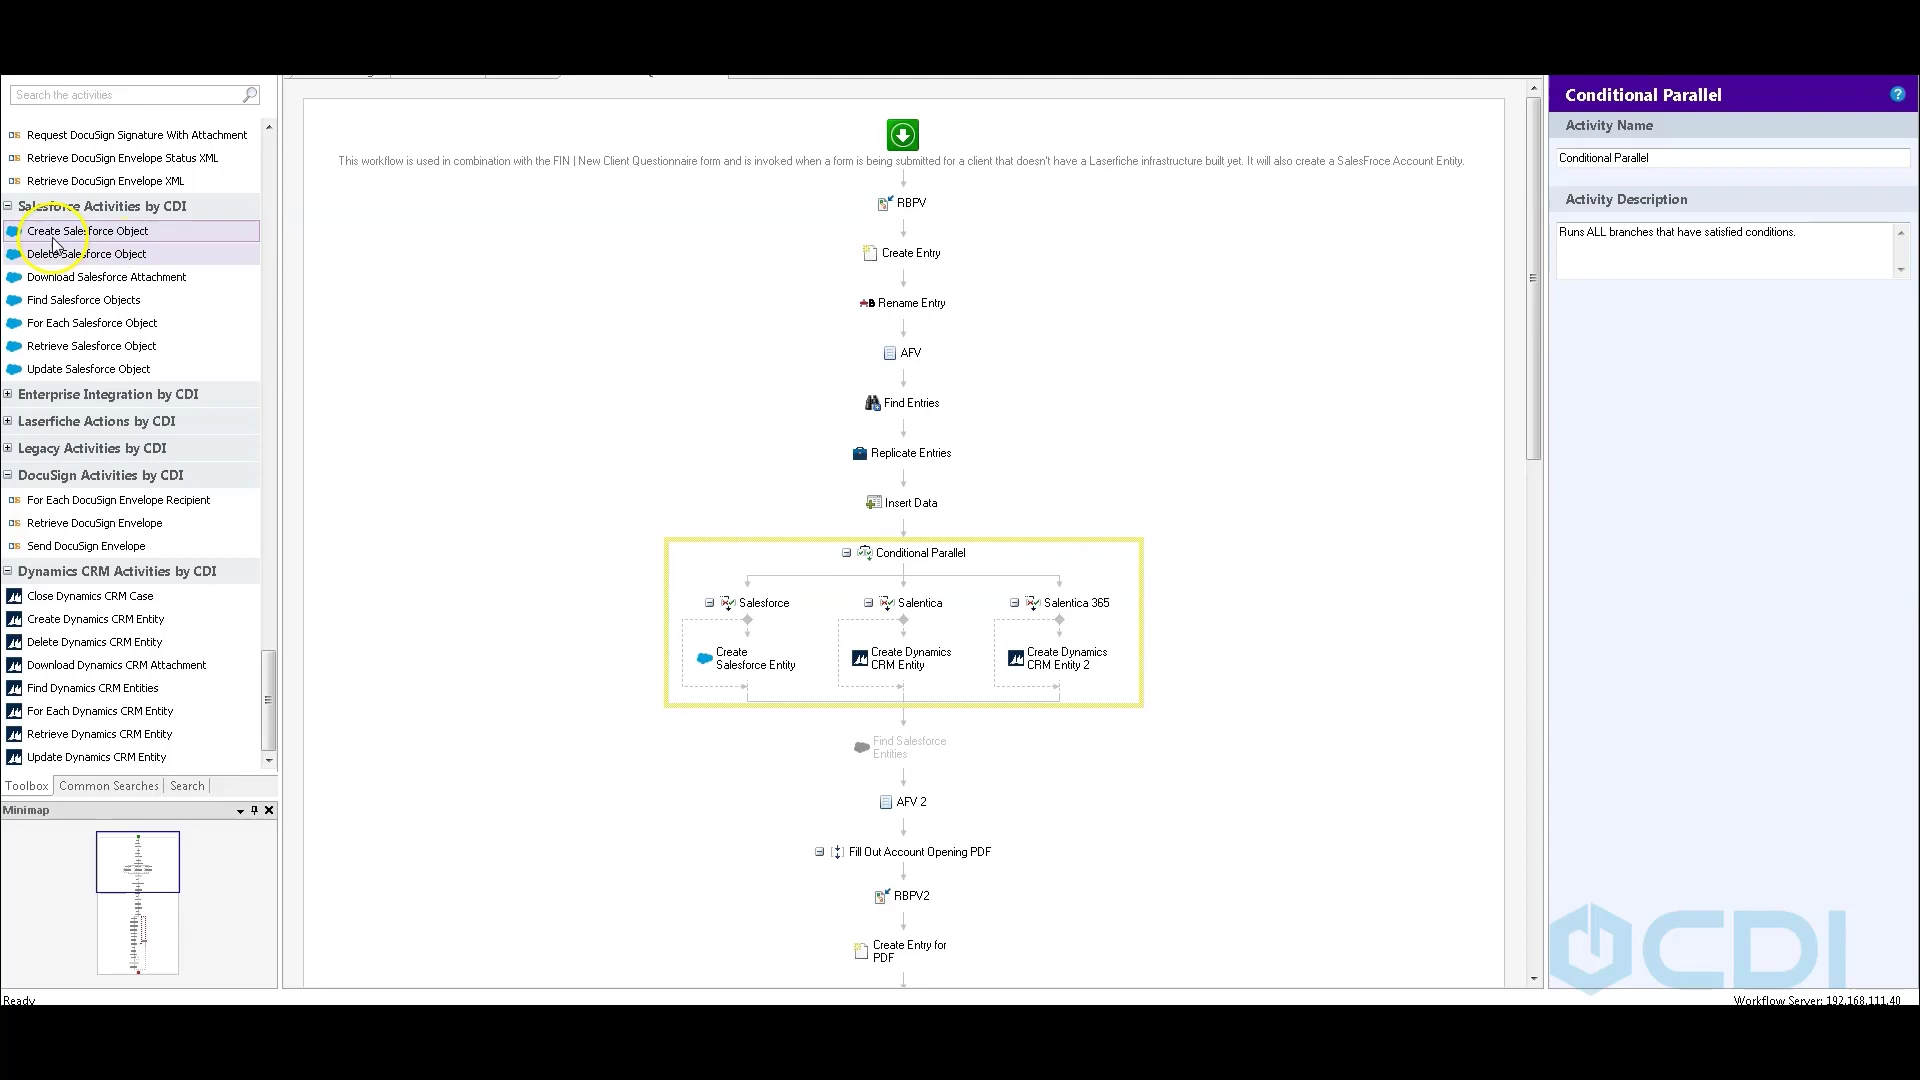 Search the activities
Request DocuSign Signature With Attachment
Retrieve DocuSign Envelope Status XML
Retrieve DocuSign Envelope XML
Salesforce Activities by CDI
Create Salesforce Object
Delete Salesforce Object
Download Salesforce Attachment
Find Salesforce Objects
For Each Salesforce Object
Retrieve Salesforce Object
Update Salesforce Object
Enterprise Integration by CDI
Laserfiche Actions by CDI
Legacy Activities by CDI
DocuSign Activities by CDI
For Each DocuSign Envelope Recipient
Retrieve DocuSign Envelope
Send DocuSign Envelope
Dynamics CRM Activities by CDI
Close Dynamics CRM Case
Create Dynamics CRM Entity
Delete Dynamics CRM Entity
Download Dynamics CRM Attachment
Find Dynamics CRM Entities
For Each Dynamics CRM Entity
Retrieve Dynamics CRM Entity
Update Dynamics CRM Entity
Toolbox
Common Searches
Search
Minimap
Ready
This workflow is used in combination with the FIN | New Client Questionnaire form and is invoked when a form is being submitted for a client that doesn't have a Laserfiche infrastructure built yet. It will also create a SalesFroce Account Entity.
RBPV
Create Entry
Rename Entry
AFV
Find Entries
Replicate Entries
Insert Data
Conditional Parallel
Salesforce
Salentica
Salentica 365
Create
Salesforce Entity
Create Dynamics
CRM Entity
Create Dynamics
CRM Entity 2
Find Salesforce
Entities
AFV 2
Fill Out Account Opening PDF
RBPV2
Create Entry for
PDF
Conditional Parallel
Activity Name
Conditional Parallel
Activity Description
Runs ALL branches that have satisfied conditions.
CDI
Workflow Server: 192.168.111.40